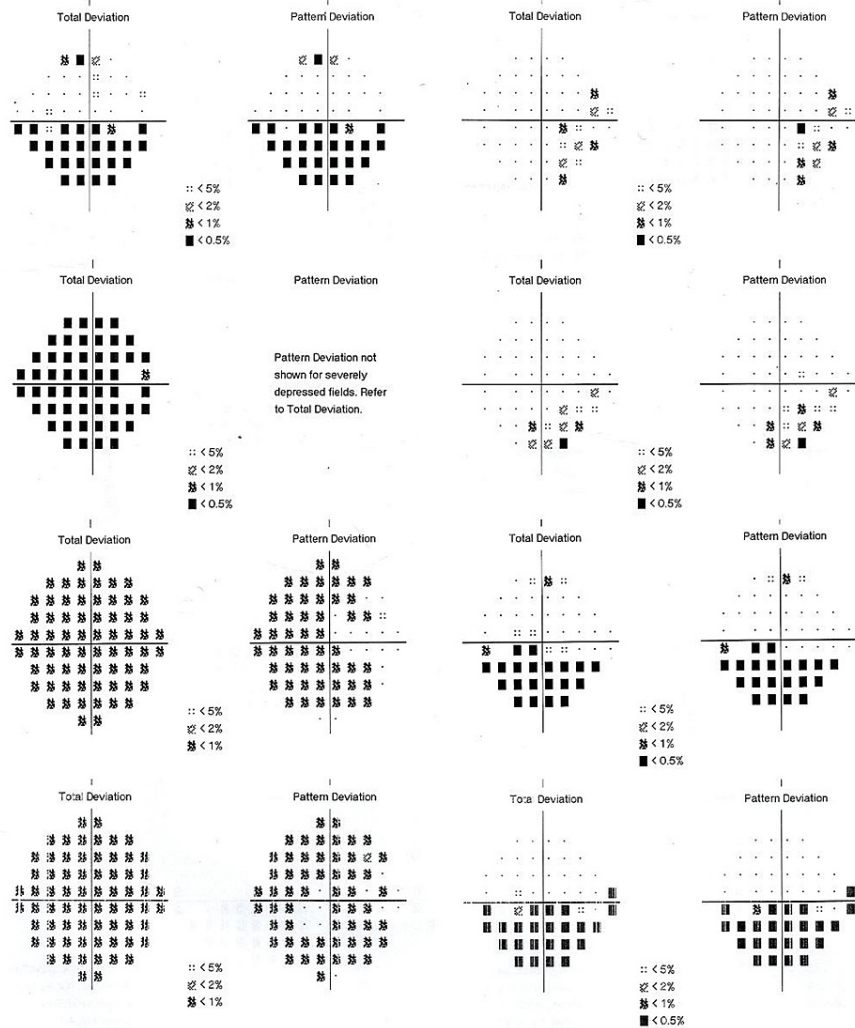 Total Deviation
Pattern Deviation
Total Deviation
Pattern Deviation
:: < 5%
< 2%
< 1%
■ < 0.5%
:: < 5%
< 2%
< 1%
■ < 0.5%
Total Deviation
Pattern Deviation
Total Deviation
Pattern Deviation
Pattern Deviation not
shown for severely
depressed fields. Refer
to Total Deviation.
:: < 5%
< 2%
< 1%
■ < 0.5%
:: < 5%
< 2%
< 1%
■ < 0.5%
Total Deviation
Pattern Deviation
Total Deviation
Pattern Deviation
:: < 5%
< 2%
< 1%
:: < 5%
< 2%
< 1%
■ < 0.5%
Total Deviation
Pattern Deviation
Total Deviation
Pattern Deviation
:: < 5%
< 2%
< 1%
:: < 5%
< 2%
< 1%
■ < 0.5%